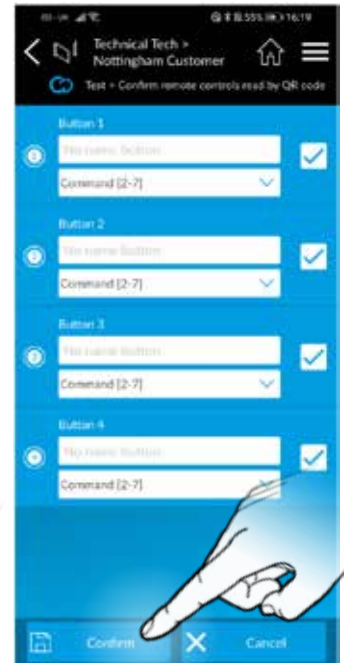 55% 16:19
Technical Tech >
Nottingham Customer
Test > Confirm remote controls read by QR code
Button 1
No name button
Command [2-7]
Button 2
No name button
Command [2-7]
Button 3
No name button
Command [2-7]
Button 4
No name button
Command [2-7]
Confirm
Cancel